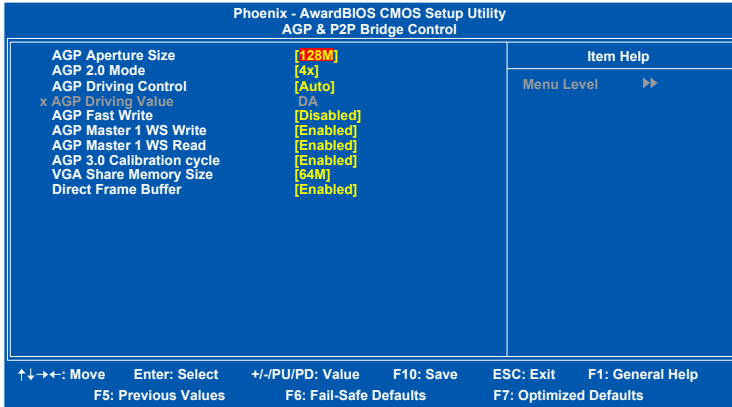 Phoenix - AwardBIOS CMOS Setup Utility
AGP & P2P Bridge Control
AGP Aperture Size [128M]
AGP 2.0 Mode [4x]
AGP Driving Control [Auto]
x AGP Driving Value DA
AGP Fast Write [Disabled]
AGP Master 1 WS Write [Enabled]
AGP Master 1 WS Read [Enabled]
AGP 3.0 Calibration cycle [Enabled]
VGA Share Memory Size [64M]
Direct Frame Buffer [Enabled]
Item Help
Menu Level ▶▶
↑↓→←: Move Enter: Select +/-/PU/PD: Value F10: Save ESC: Exit F1: General Help
F5: Previous Values F6: Fail-Safe Defaults F7: Optimized Defaults